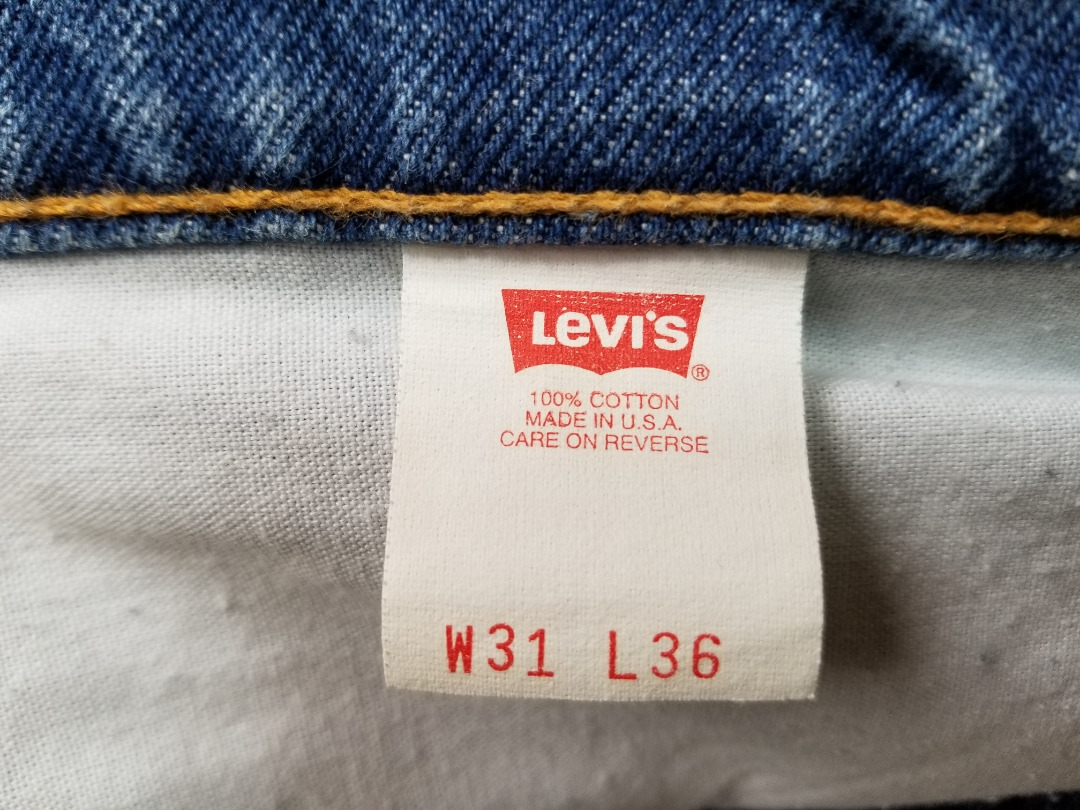 Levi's®
100% COTTON
MADE IN U.S.A.
CARE ON REVERSE
W31 L36